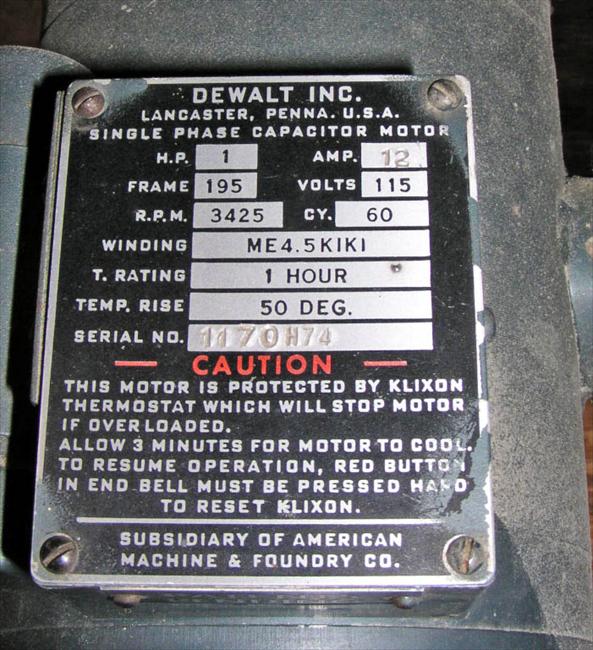 DEWALT INC.
LANCASTER, PENNA. U.S.A.
SINGLE PHASE CAPACITOR MOTOR
H.P. 1 AMP. 12
FRAME 195 VOLTS 115
R.P.M. 3425 CY. 60
WINDING ME4.5KIKI
T. RATING 1 HOUR
TEMP. RISE 50 DEG.
SERIAL NO. 1170H74
— CAUTION —
THIS MOTOR IS PROTECTED BY KLIXON
THERMOSTAT WHICH WILL STOP MOTOR
IF OVERLOADED.
ALLOW 3 MINUTES FOR MOTOR TO COOL.
TO RESUME OPERATION, RED BUTTON
IN END BELL MUST BE PRESSED HARD
TO RESET KLIXON.
SUBSIDIARY OF AMERICAN
MACHINE & FOUNDRY CO.